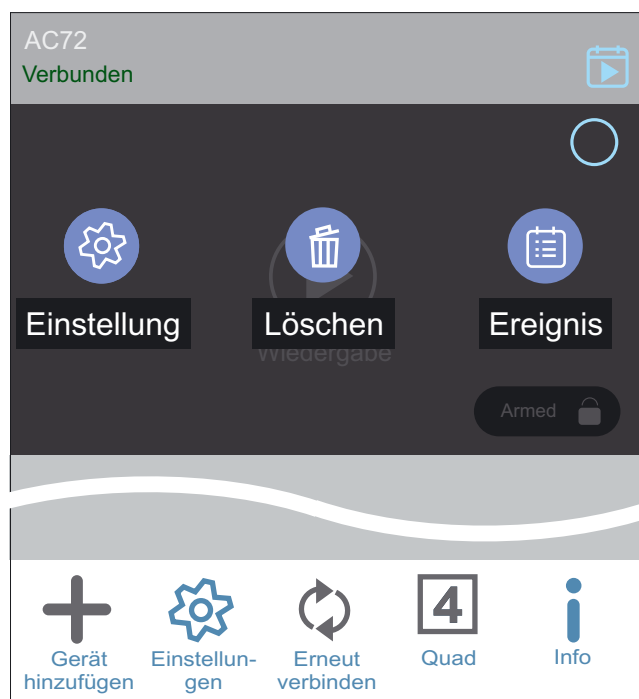 AC72
Verbunden
Einstellung
Löschen
Ereignis
Wiedergabe
Armed
Gerät
hinzufügen
Einstellun-
gen
Erneut
verbinden
4
Quad
Info